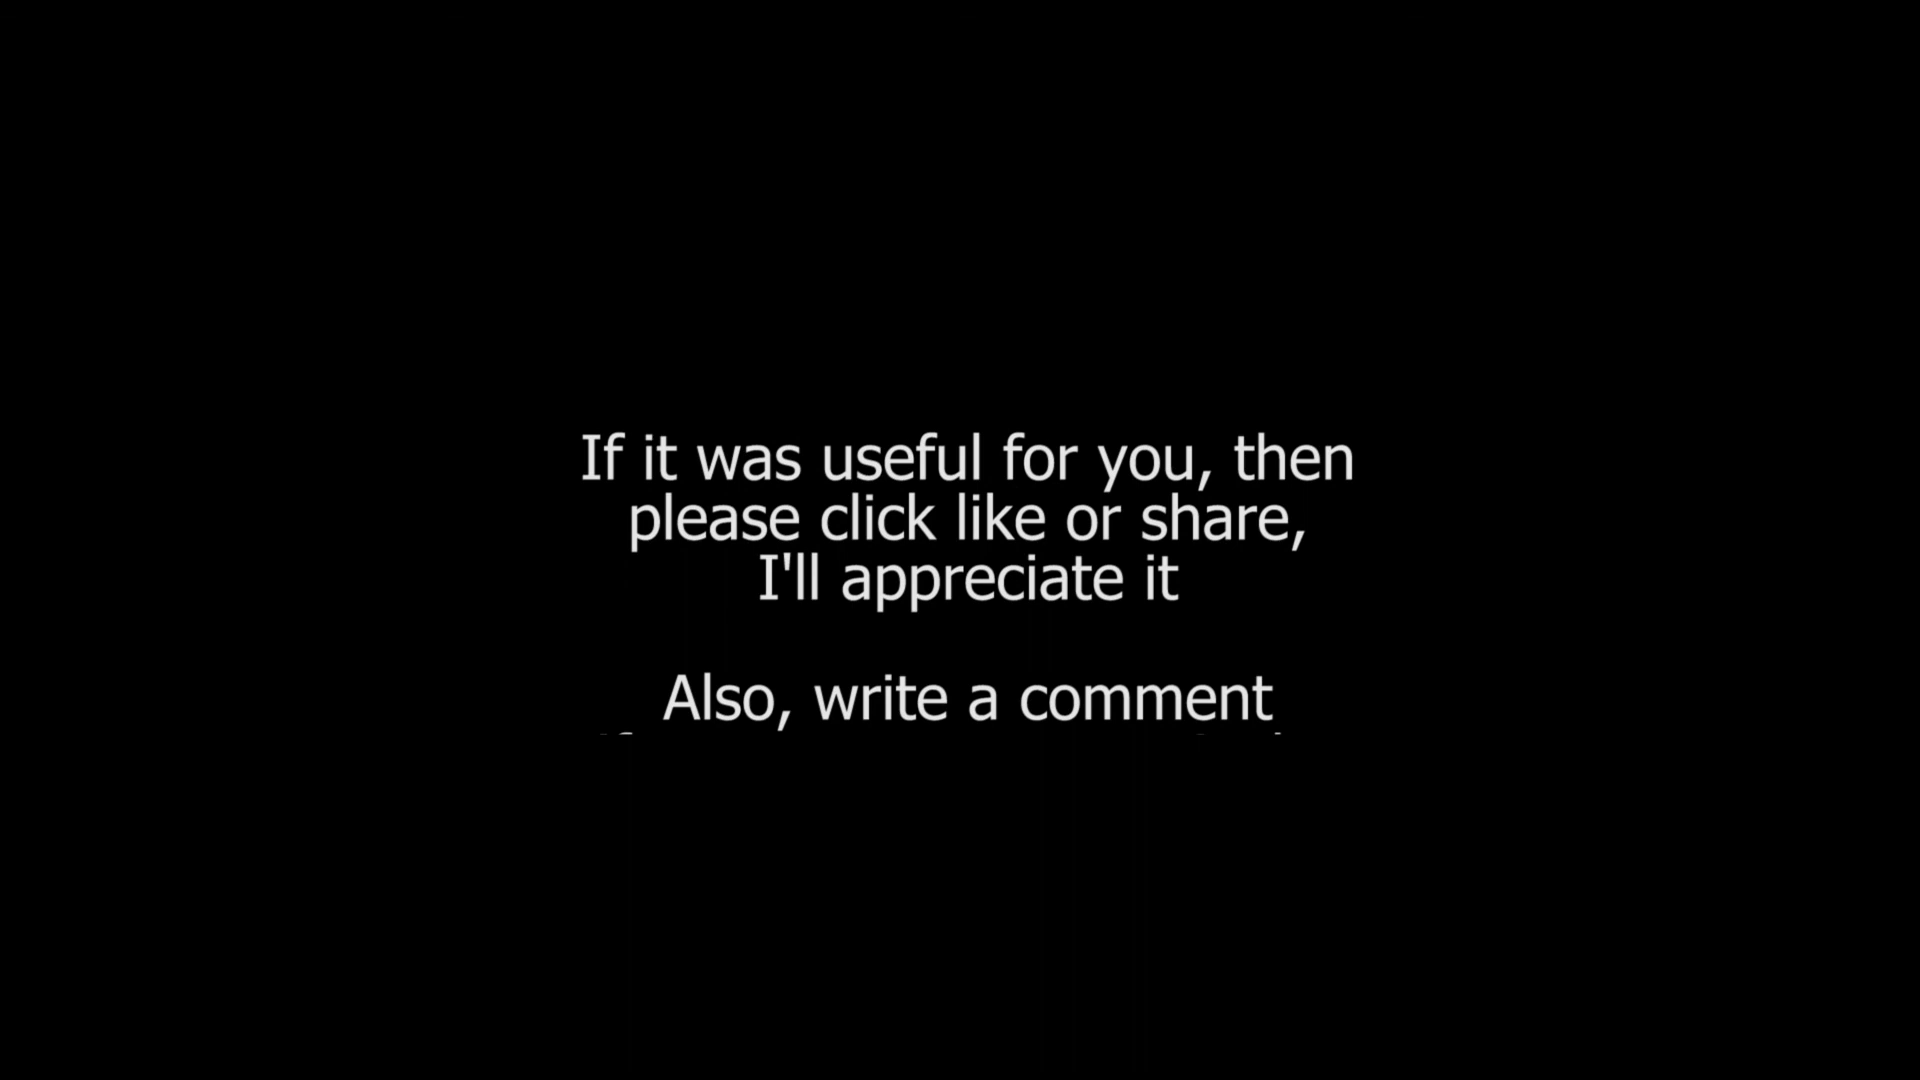 If it was useful for you, then
please click like or share,
I'll appreciate it
Also, write a comment